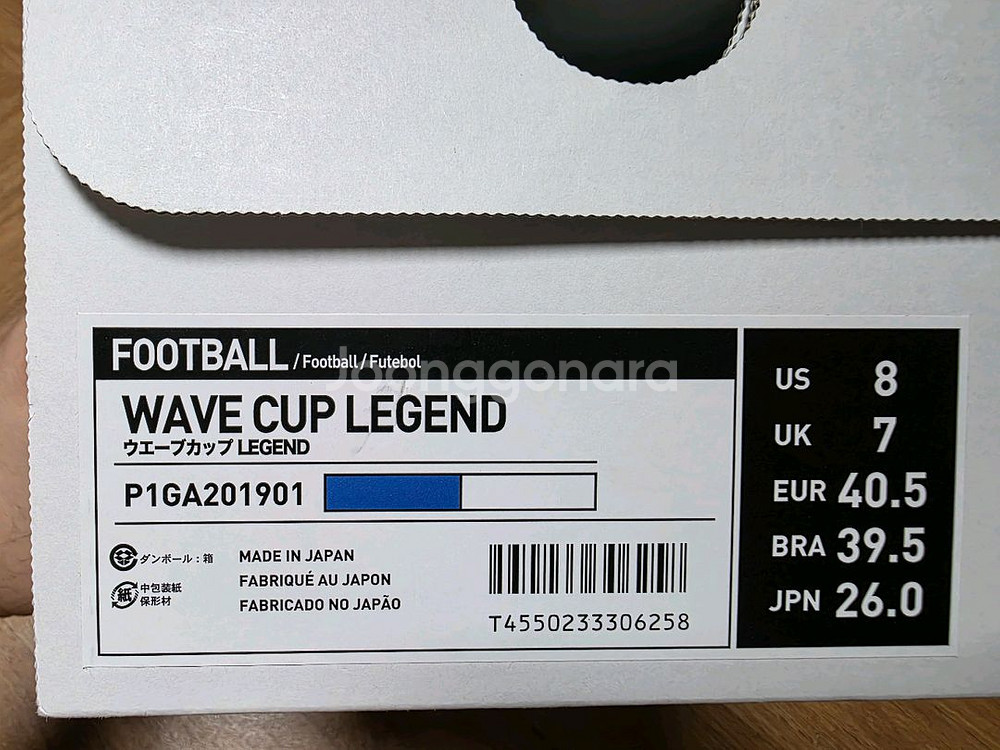 FOOTBALL / Football / Futebol
Joonggonara
WAVE CUP LEGEND
ウエーブカップ LEGEND
P1GA201901
ダンボール : 箱
紙
中包装紙
保形材
MADE IN JAPAN
FABRIQUÉ AU JAPON
FABRICADO NO JAPÃO
T4550233306258
US 8
UK 7
EUR 40.5
BRA 39.5
JPN 26.0